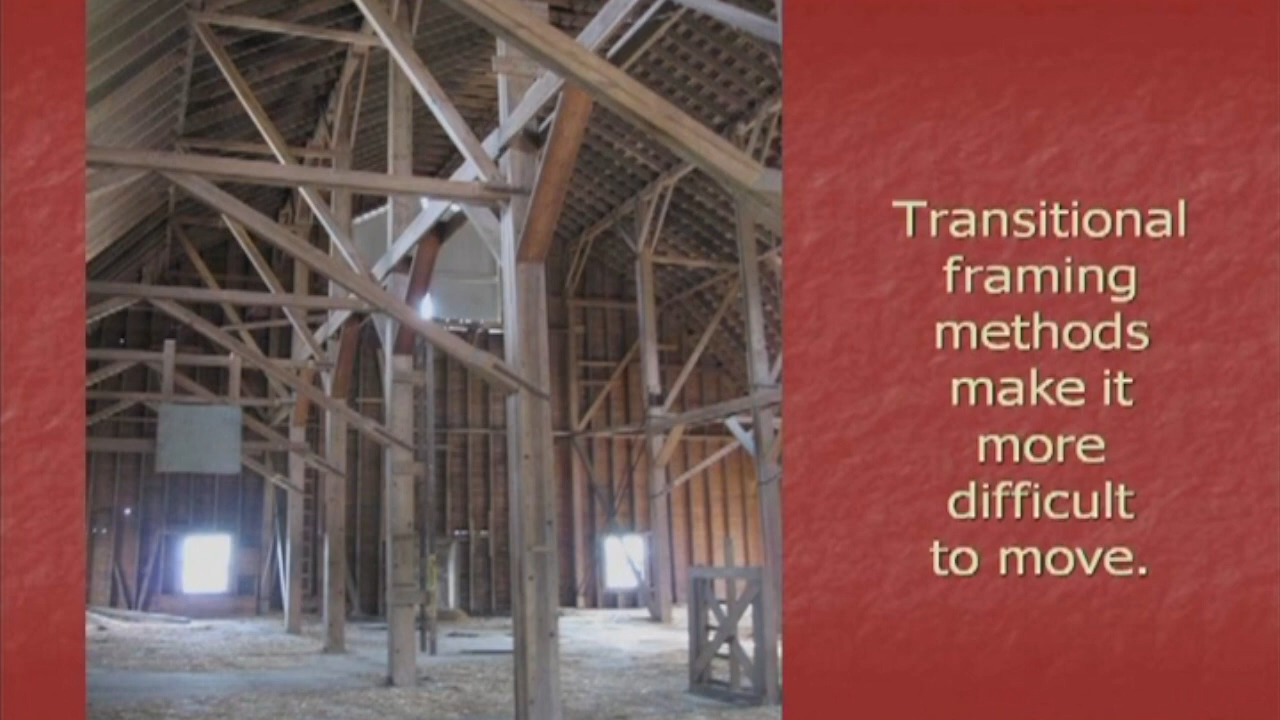 Transitional
framing
methods
make it
more
difficult
to move.